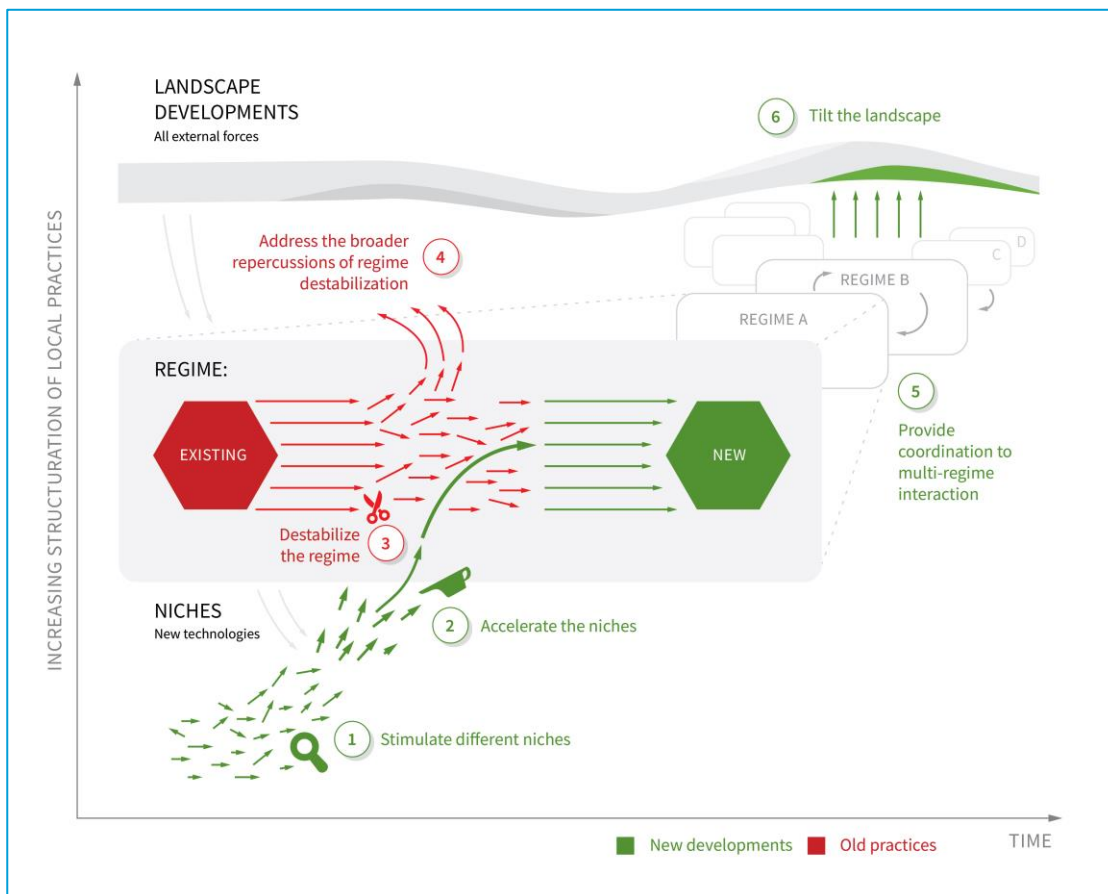 LANDSCAPE
DEVELOPMENTS
All external forces
6
Tilt the landscape
INCREASING STRUCTURATION OF LOCAL PRACTICES
Address the broader
repercussions of regime
destabilization
4
D
C
REGIME B
REGIME A
REGIME:
EXISTING
NEW
5
Provide
coordination to
multi-regime
interaction
Destabilize
the regime
3
NICHES
New technologies
2
Accelerate the niches
1
Stimulate different niches
TIME
New developments
Old practices